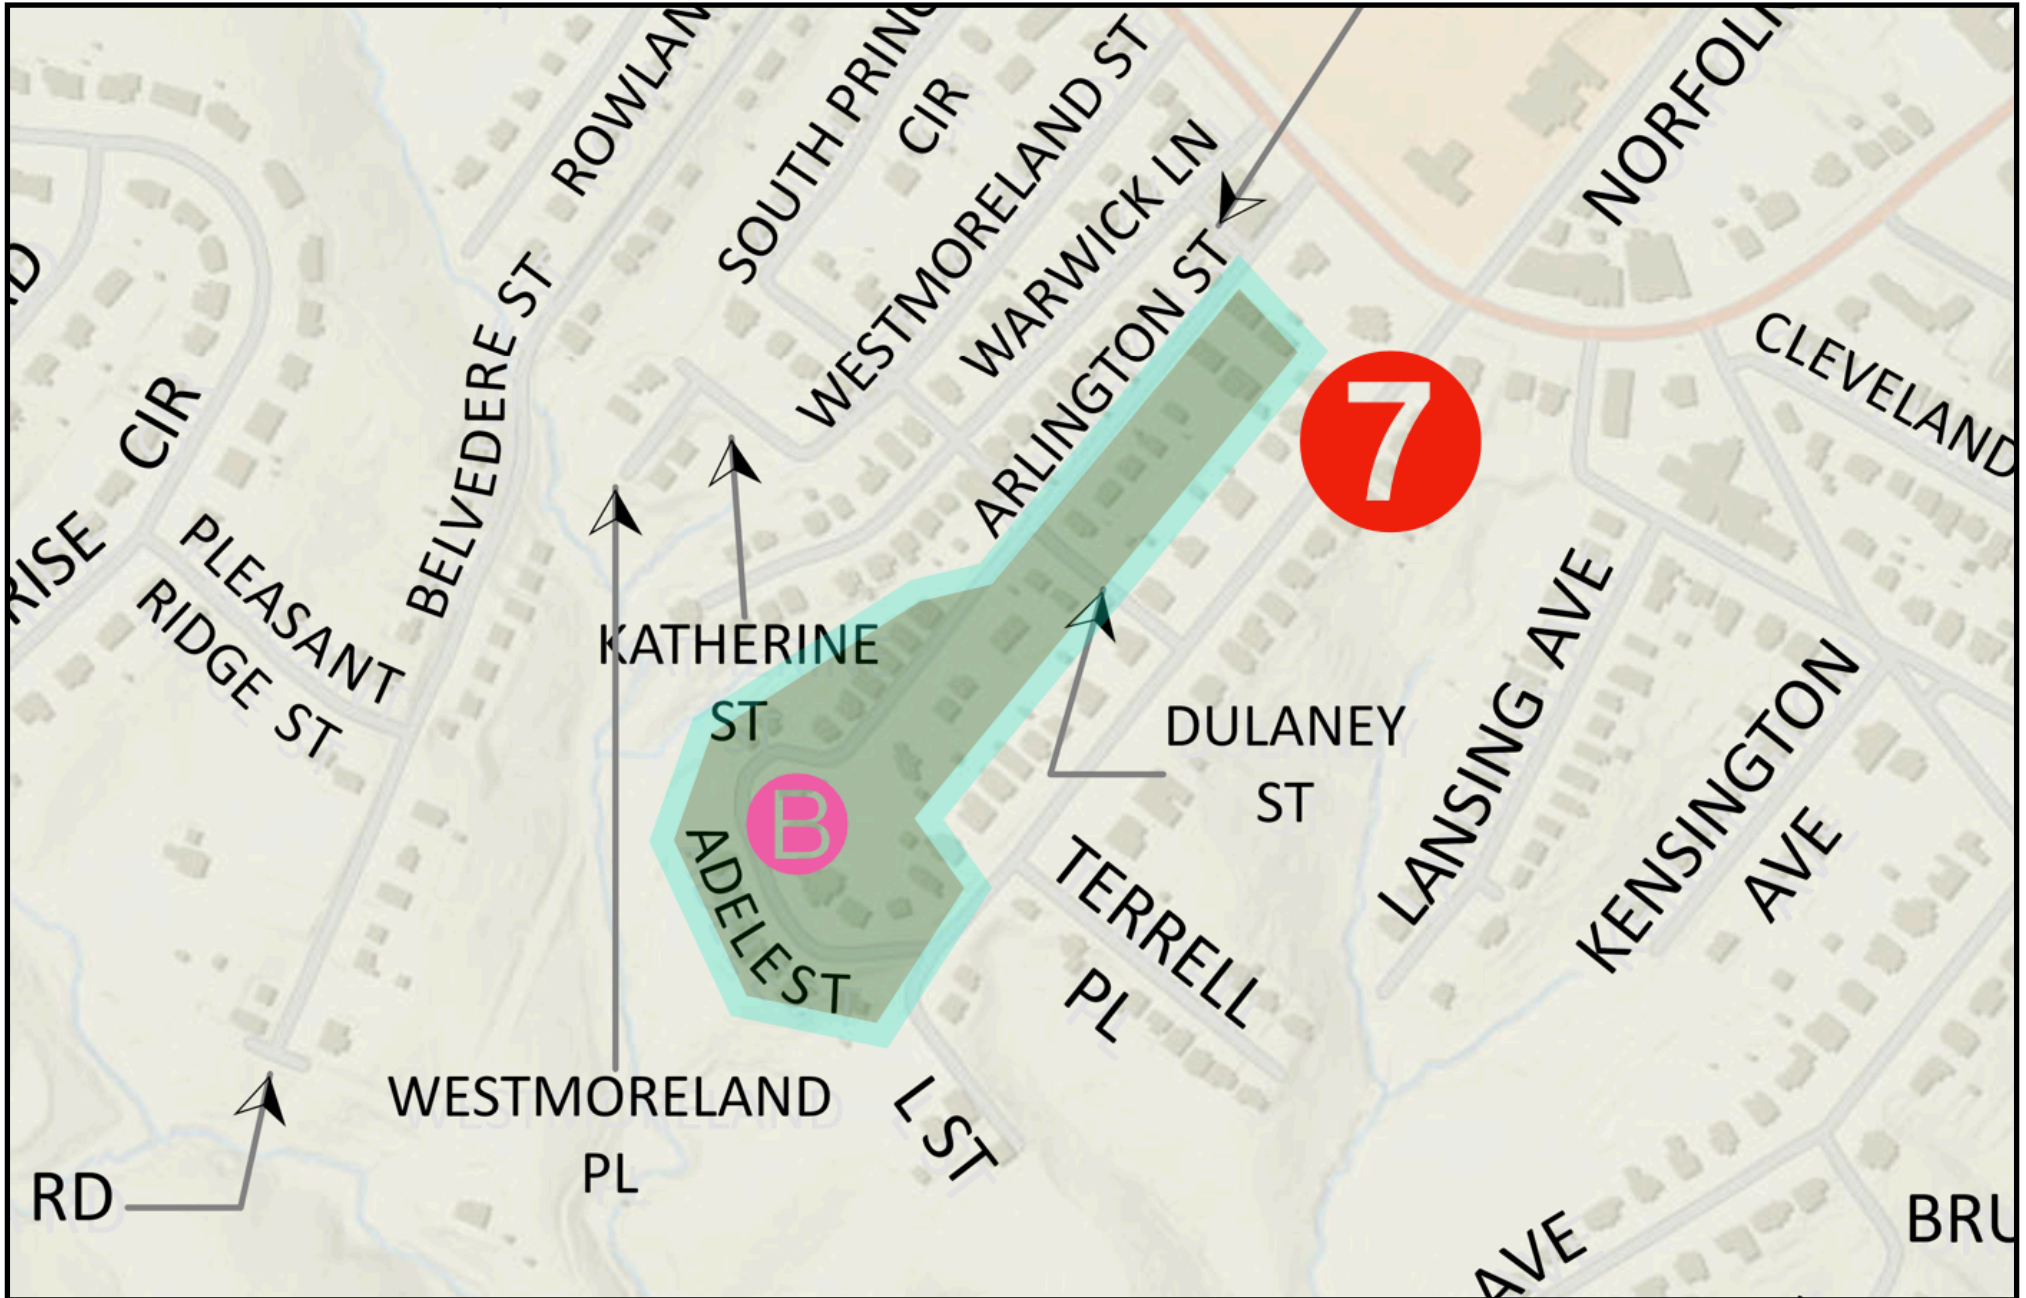 ROWLAN
SOUTH PRINC
CIR
WESTMORELAND ST
WARWICK LN
NORFOLK
ARLINGTON ST
BELVEDERE ST
RD
CIR
RISE
PLEASANT
RIDGE ST
7
CLEVELAND
KATHERINE
ST
DULANEY
ST
LANSING AVE
KENSINGTON
AVE
B
ADELE ST
TERRELL
PL
WESTMORELAND
PL
L ST
RD
AVE
BRU